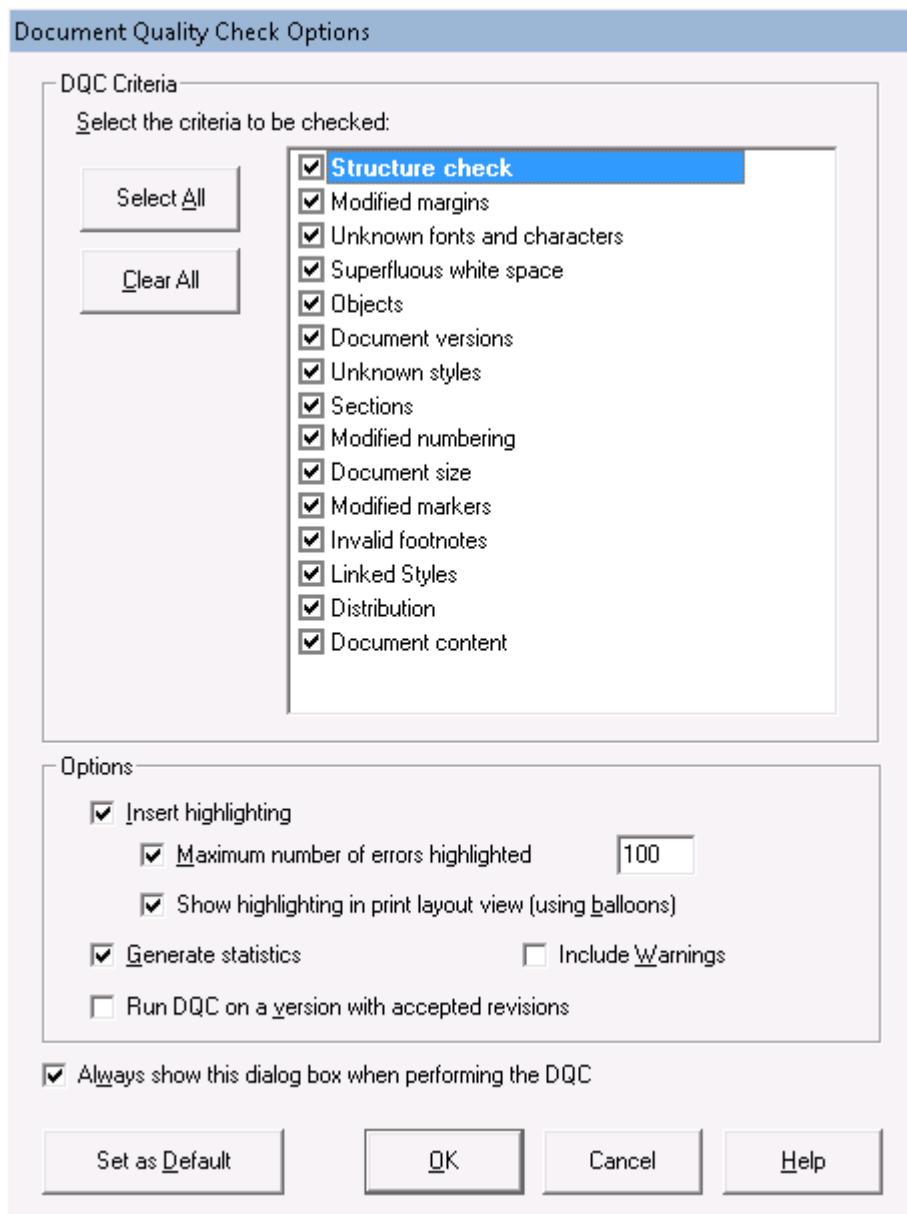 Document Quality Check Options
DQC Criteria
Select the criteria to be checked:
Select All
Clear All
Structure check
Modified margins
Unknown fonts and characters
Superfluous white space
Objects
Document versions
Unknown styles
Sections
Modified numbering
Document size
Modified markers
Invalid footnotes
Linked Styles
Distribution
Document content
Options
Insert highlighting
Maximum number of errors highlighted 100
Show highlighting in print layout view (using balloons)
Generate statistics Include Warnings
Run DQC on a version with accepted revisions
Always show this dialog box when performing the DQC
Set as Default OK Cancel Help